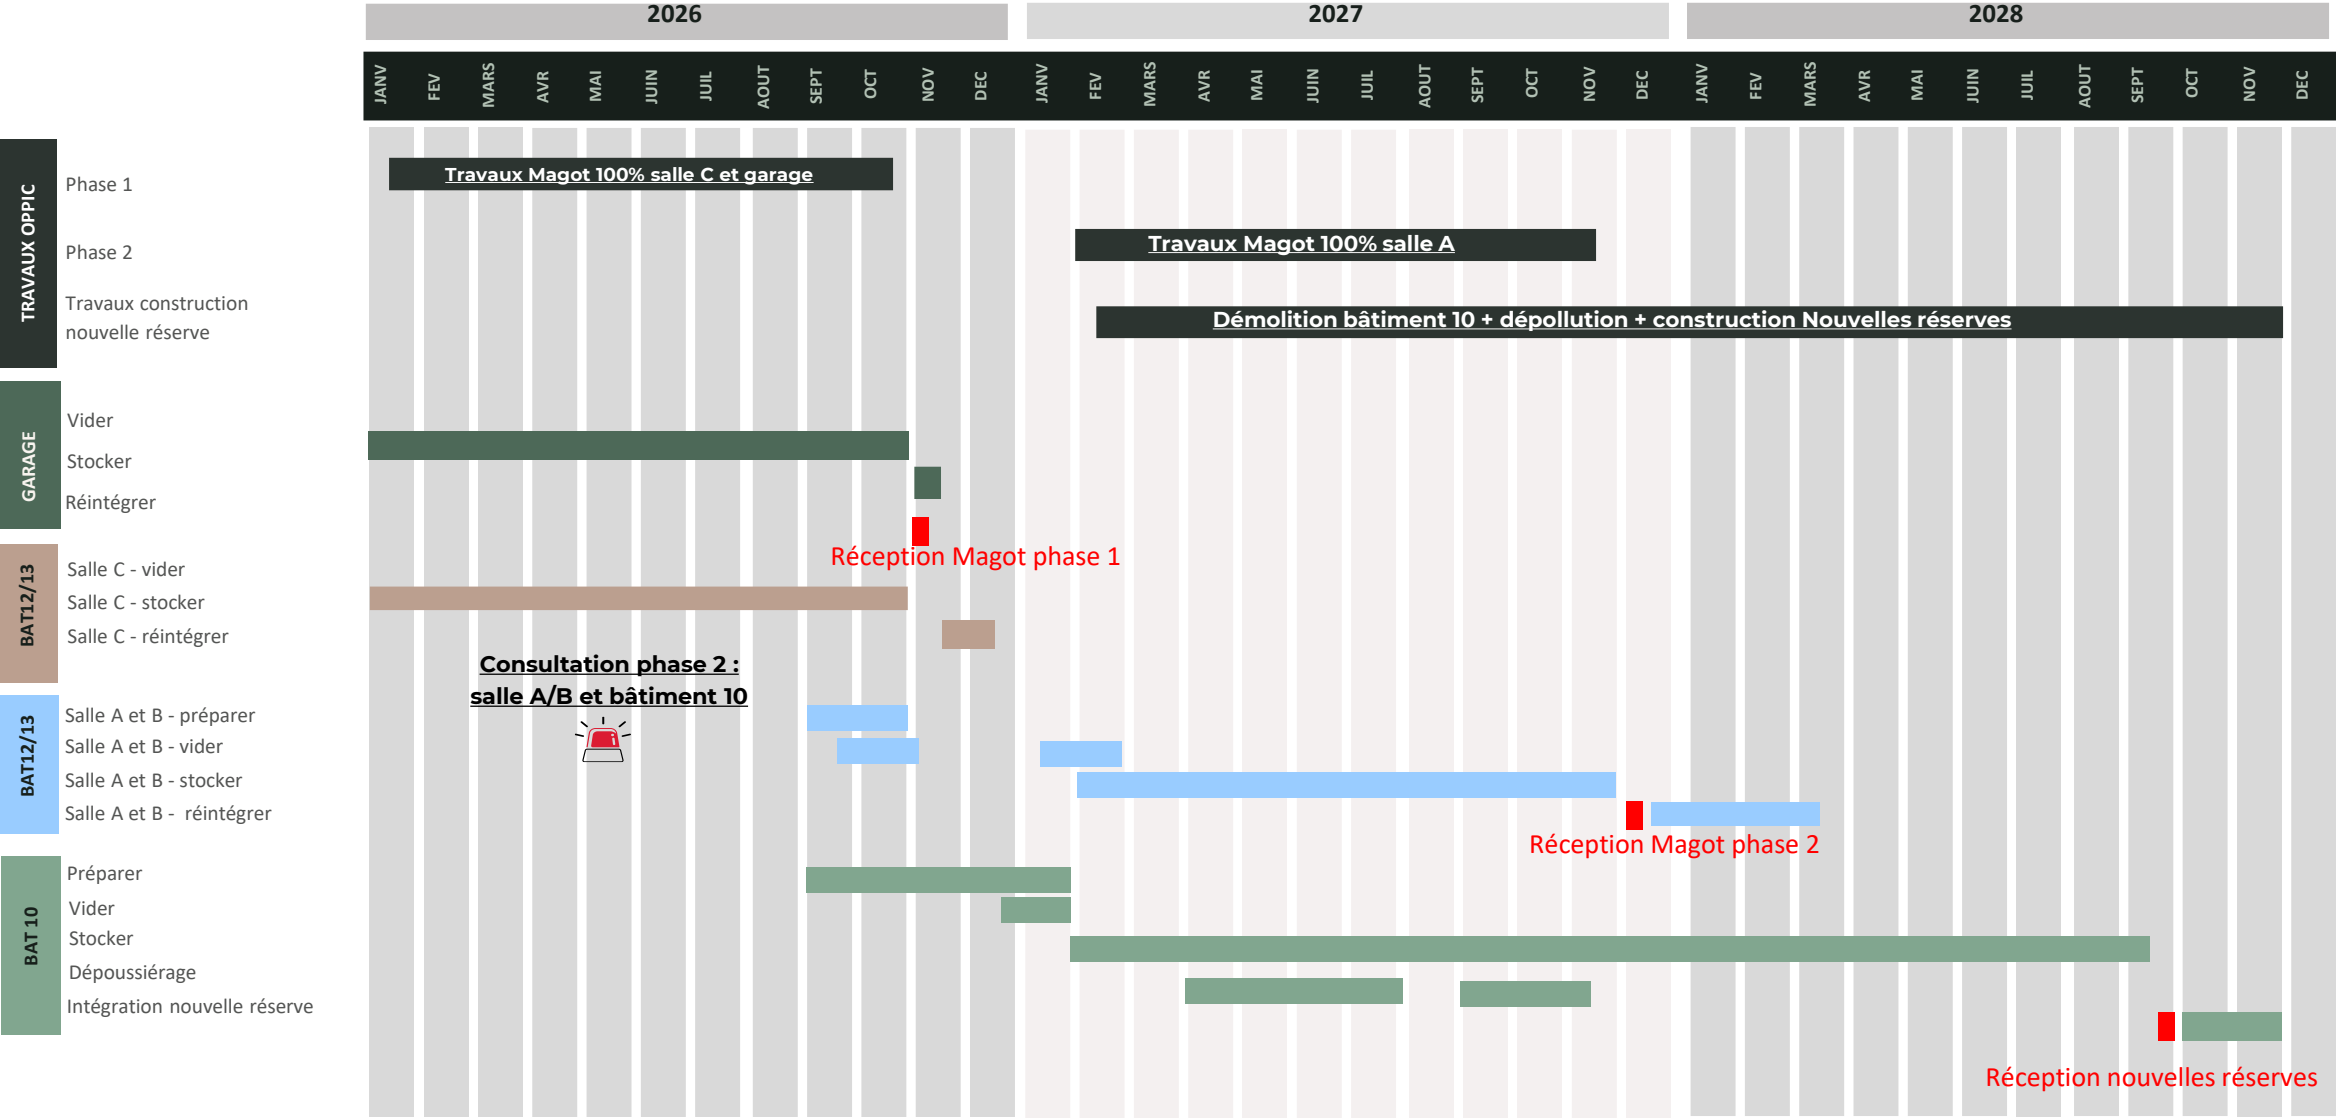 2026
2027
2028
JANV FEV MARS AVR MAI JUIN JUIL AOUT SEPT OCT NOV DEC JANV FEV MARS AVR MAI JUIN JUIL AOUT SEPT OCT NOV DEC JANV FEV MARS AVR MAI JUIN JUIL AOUT SEPT OCT NOV DEC
TRAVAUX OPPIC
Phase 1
Travaux Magot 100% salle C et garage
Phase 2
Travaux Magot 100% salle A
Travaux construction
nouvelle réserve
Démolition bâtiment 10 + dépollution + construction Nouvelles réserves
GARAGE
Vider
Stocker
Réintégrer
Réception Magot phase 1
BAT12/13
Salle C - vider
Salle C - stocker
Salle C - réintégrer
Consultation phase 2 :
salle A/B et bâtiment 10
BAT12/13
Salle A et B - préparer
Salle A et B - vider
Salle A et B - stocker
Salle A et B - réintégrer
Réception Magot phase 2
BAT 10
Préparer
Vider
Stocker
Dépoussiérage
Intégration nouvelle réserve
Réception nouvelles réserves